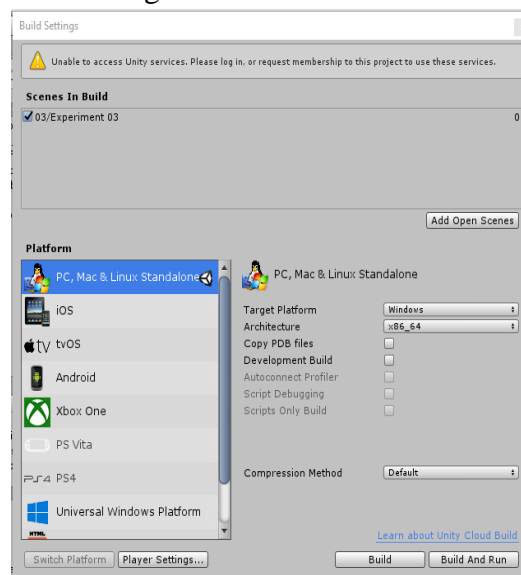 Build Settings
Unable to access Unity services. Please log in, or request membership to this project to use these services.
Scenes In Build
03/Experiment 03 0
Add Open Scenes
Platform
PC, Mac & Linux Standalone
iOS
tv tvOS
Android
Xbox One
PS Vita
PS4 PS4
Universal Windows Platform
HTML
PC, Mac & Linux Standalone
Target Platform Windows
Architecture x86_64
Copy PDB files
Development Build
Autoconnect Profiler
Script Debugging
Scripts Only Build
Compression Method Default
Learn about Unity Cloud Build
Switch Platform Player Settings... Build Build And Run